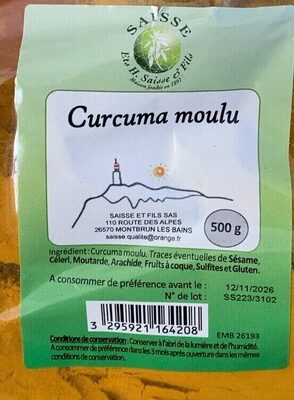 SAISSE
Ets H. Saisse & Fils
Maison fondée en 1897
Curcuma moulu
SAISSE ET FILS SAS
110 ROUTE DES ALPES
26570 MONTBRUN LES BAINS
saisse.qualite@orange.fr
500 g
Ingrédient : Curcuma moulu. Traces éventuelles de Sésame,
Céleri, Moutarde, Arachide, Fruits à coque, Sulfites et Gluten.
A consommer de préférence avant le : 12/11/2026
N° de lot : SS223/3102
3 295921 164208
EMB 26193
Conditions de conservation : Conserver à l'abri de la lumière et de l'humidité.
A consommer de préférence dans les 3 mois après ouverture dans les mêmes
conditions de conservation.